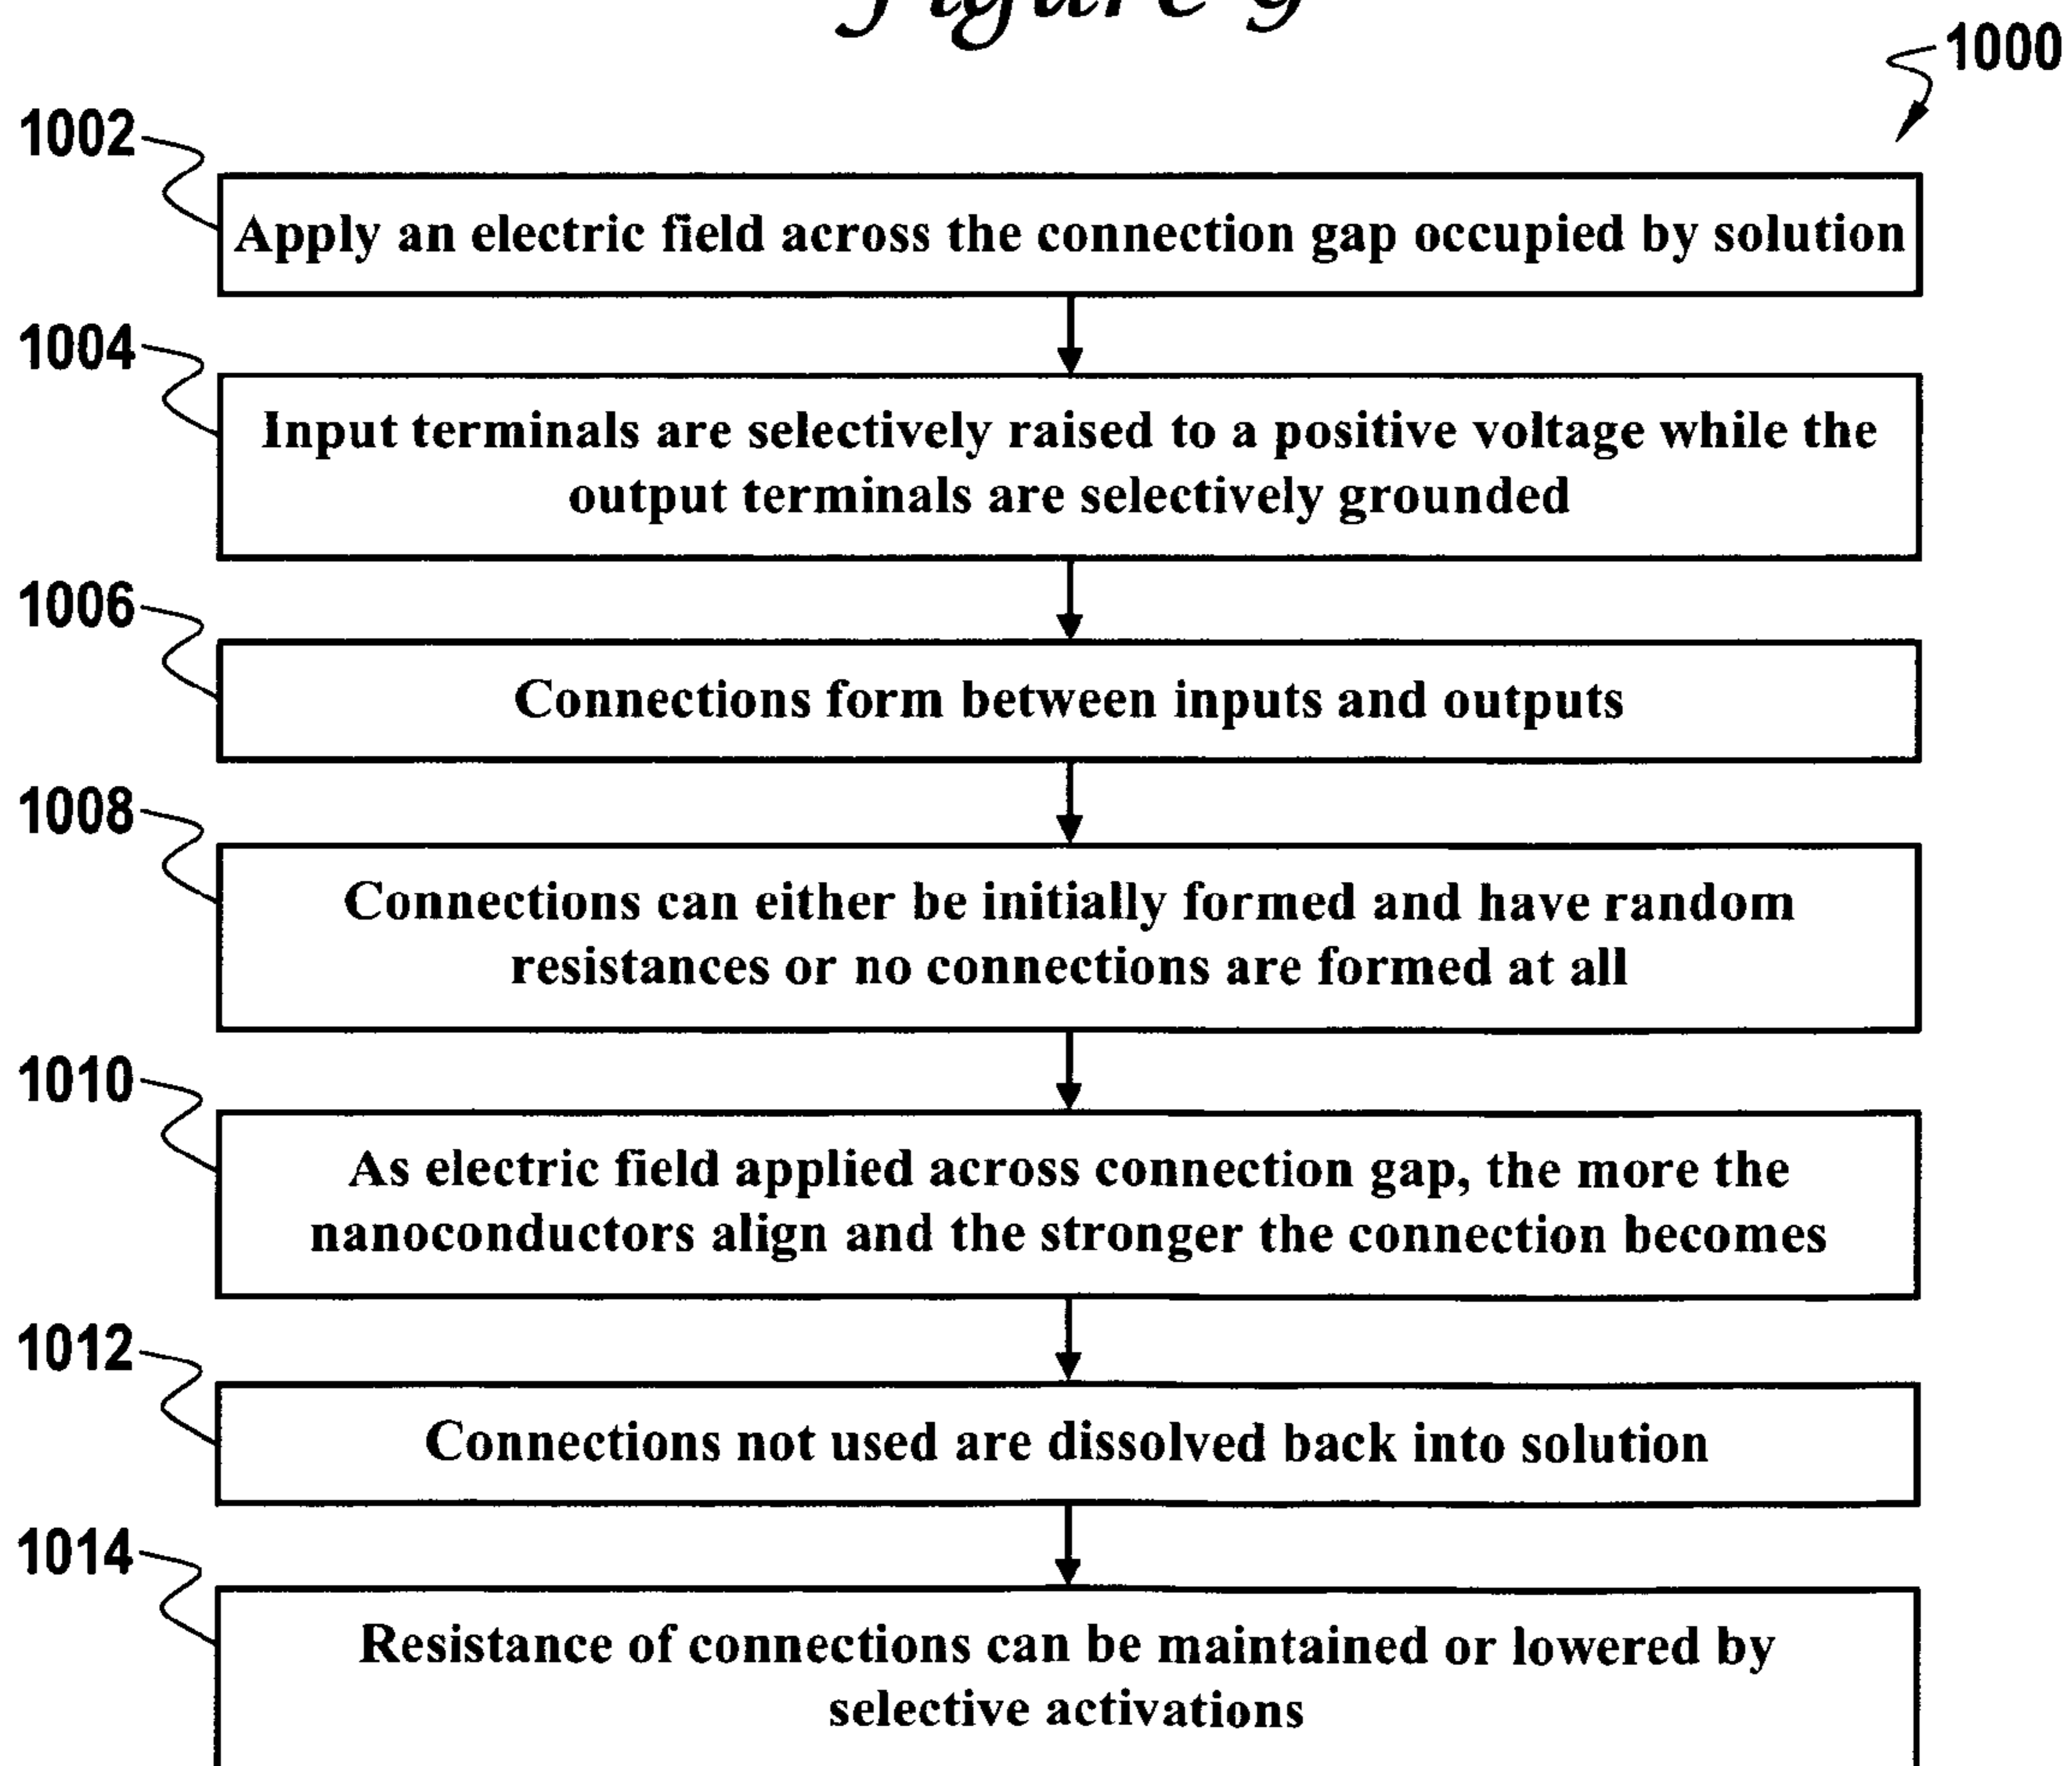 Figure 9
1000
1002
Apply an electric field across the connection gap occupied by solution
1004
Input terminals are selectively raised to a positive voltage while the
output terminals are selectively grounded
1006
Connections form between inputs and outputs
1008
Connections can either be initially formed and have random
resistances or no connections are formed at all
1010
As electric field applied across connection gap, the more the
nanoconductors align and the stronger the connection becomes
1012
Connections not used are dissolved back into solution
1014
Resistance of connections can be maintained or lowered by
selective activations